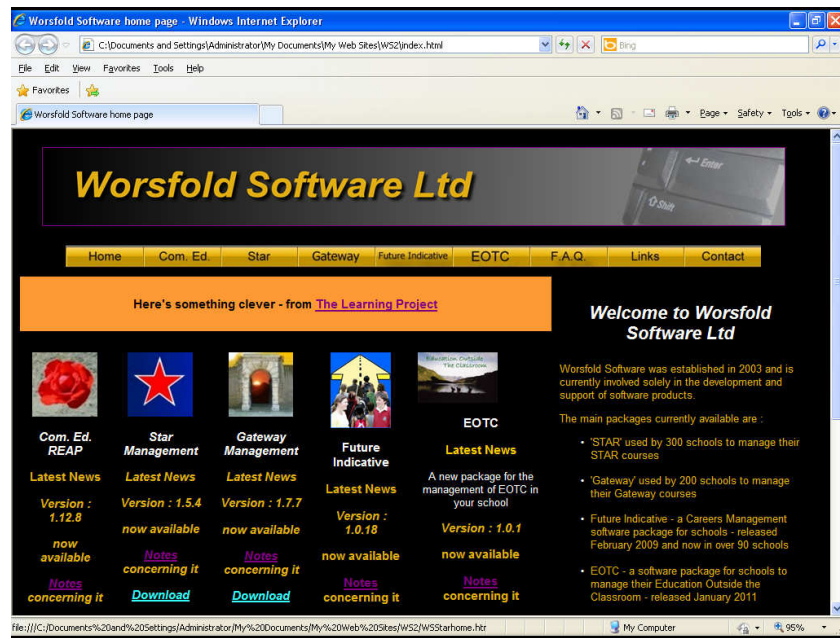 Worsfold Software home page - Windows Internet Explorer
C:\Documents and Settings\Administrator\My Documents\My Web Sites\WS2\index.html
Bing
File Edit View Favorites Tools Help
Favorites
Worsfold Software home page
Page Safety Tools
Worsfold Software Ltd
Enter
Shift
Home Com. Ed. Star Gateway Future Indicative EOTC F.A.Q. Links Contact
Here's something clever - from The Learning Project
Com. Ed.
REAP
Latest News
Version :
1.12.8
now
available
Notes
concerning it
Star
Management
Latest News
Version : 1.5.4
now available
Notes
concerning it
Download
Gateway
Management
Latest News
Version : 1.7.7
now available
Notes
concerning it
Download
Future
Indicative
Latest News
Version :
1.0.18
now available
Notes
concerning it
Education Outside
The Classroom
EOTC
Latest News
A new package for the
management of EOTC in
your school
Version : 1.0.1
now available
Notes
concerning it
Welcome to Worsfold
Software Ltd
Worsfold Software was established in 2003 and is
currently involved solely in the development and
support of software products.
The main packages currently available are :
• 'STAR' used by 300 schools to manage their
STAR courses
• 'Gateway' used by 200 schools to manage
their Gateway courses
• Future Indicative - a Careers Management
software package for schools - released
February 2009 and now in over 90 schools
• EOTC - a software package for schools to
manage their Education Outside the
Classroom - released January 2011
file:///C:/Documents%20and%20Settings/Administrator/My%20Documents/My%20Web%20Sites/WS2/WSStarhome.htm
My Computer
95%